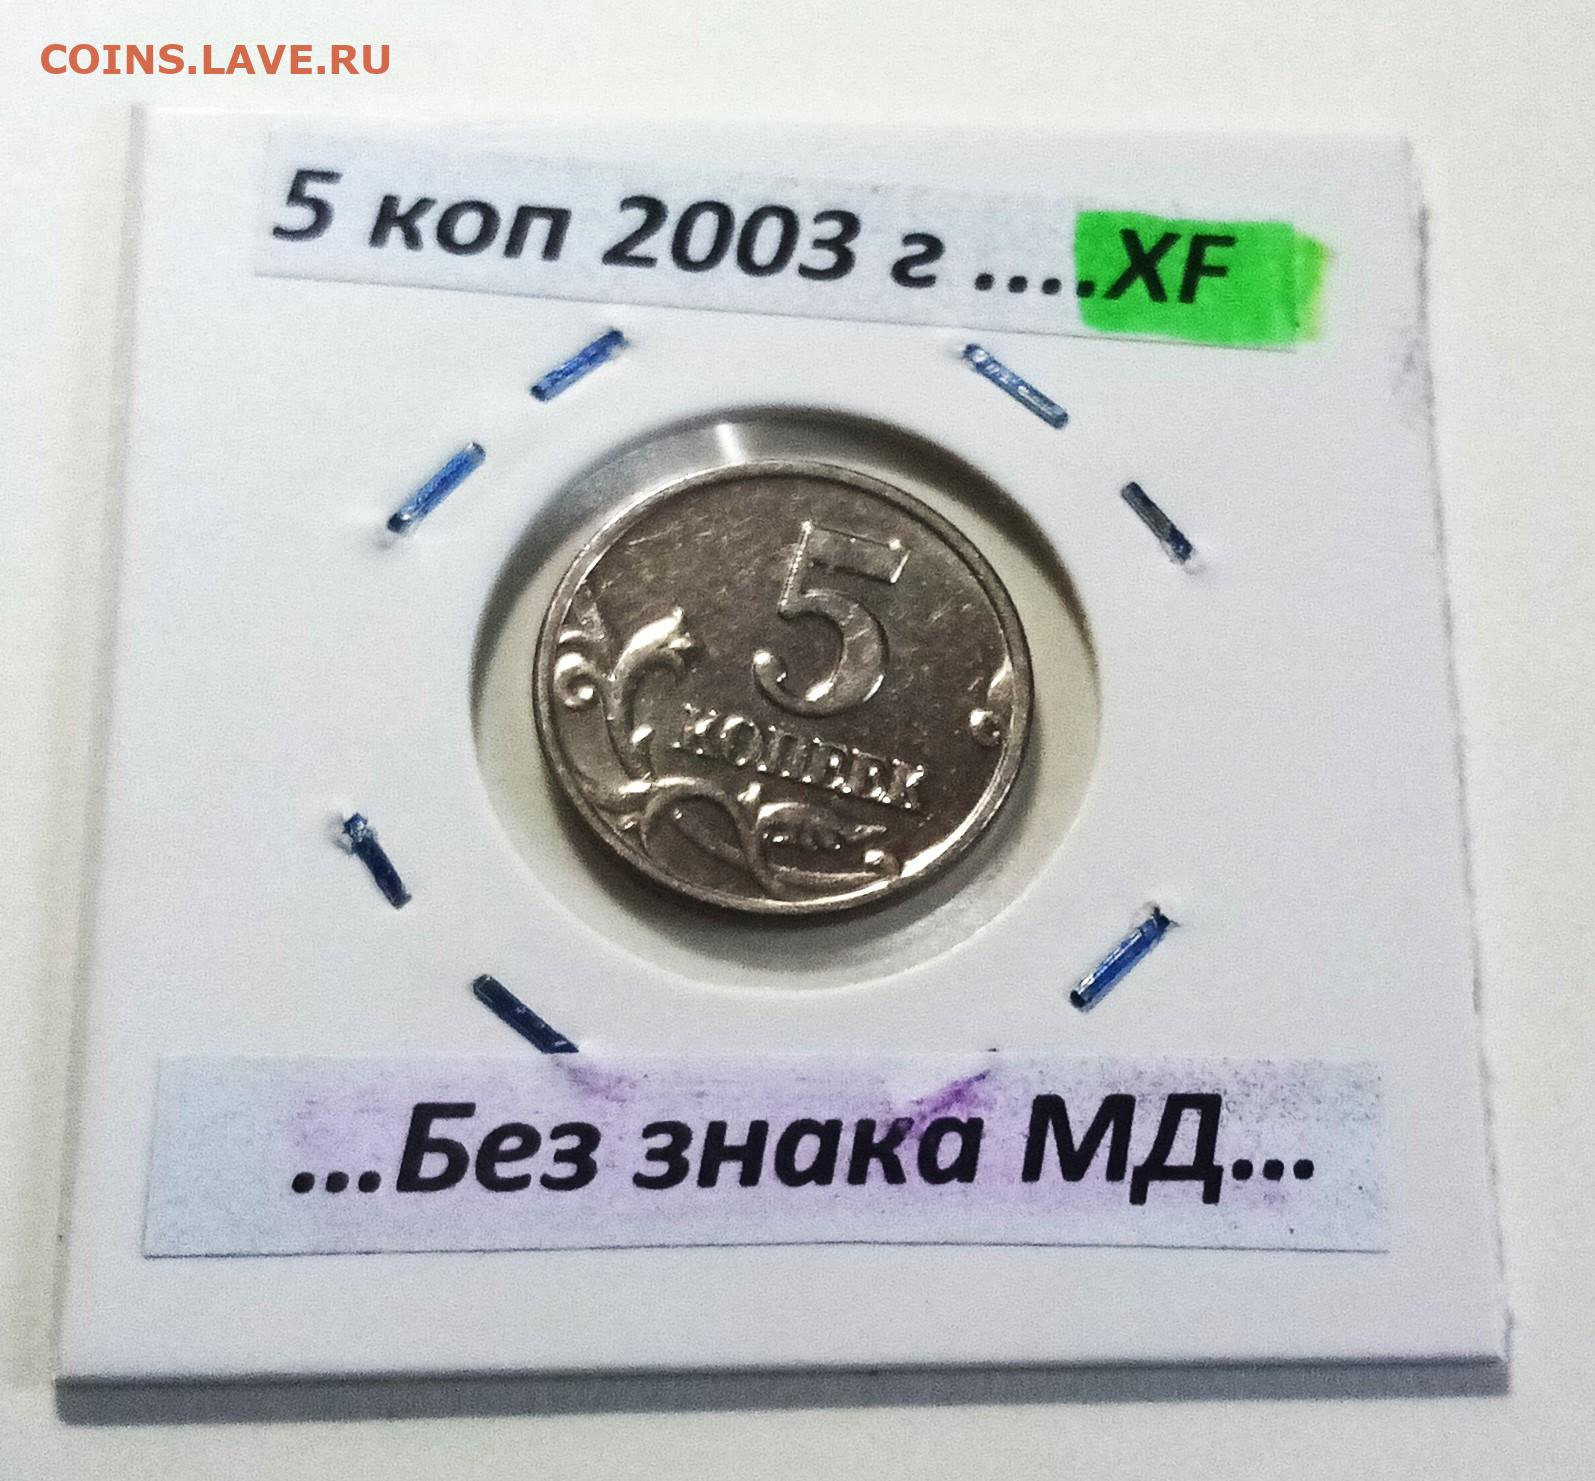 COINS.LAVE.RU
5 коп 2003 г ....XF
5
КОПЕЕК
...Без знака МД...